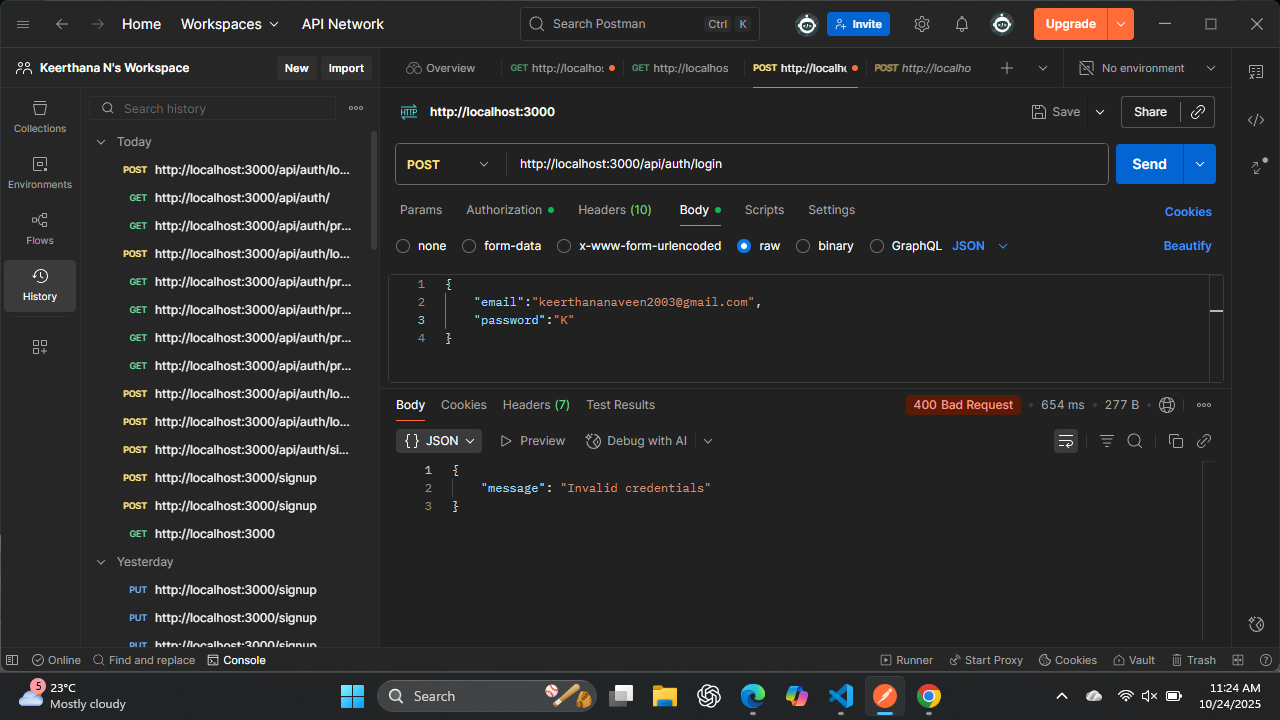 Home Workspaces API Network Search Postman Ctrl K Invite Upgrade
Keerthana N's Workspace New Import Overview GET http://localhos GET http://localhos POST http://localh POST http://localho No environment
Collections
Environments
Flows
History
Search history
Today
POST http://localhost:3000/api/auth/lo...
GET http://localhost:3000/api/auth/
GET http://localhost:3000/api/auth/pr...
POST http://localhost:3000/api/auth/lo...
GET http://localhost:3000/api/auth/pr...
GET http://localhost:3000/api/auth/pr...
GET http://localhost:3000/api/auth/pr...
GET http://localhost:3000/api/auth/pr...
POST http://localhost:3000/api/auth/lo...
POST http://localhost:3000/api/auth/lo...
POST http://localhost:3000/api/auth/si...
POST http://localhost:3000/signup
POST http://localhost:3000/signup
GET http://localhost:3000
Yesterday
PUT http://localhost:3000/signup
PUT http://localhost:3000/signup
PUT http://localhost:3000/signup
HTTP http://localhost:3000 Save Share
POST http://localhost:3000/api/auth/login Send
Params Authorization Headers (10) Body Scripts Settings Cookies
none form-data x-www-form-urlencoded raw binary GraphQL JSON Beautify
1 {
2 "email":"keerthananaveen2003@gmail.com",
3 "password":"K"
4 }
Body Cookies Headers (7) Test Results 400 Bad Request 654 ms 277 B
{} JSON Preview Debug with AI
1 {
2 "message": "Invalid credentials"
3 }
Online Find and replace Console Runner Start Proxy Cookies Vault Trash
5 23°C
Mostly cloudy
Search
11:24 AM
10/24/2025